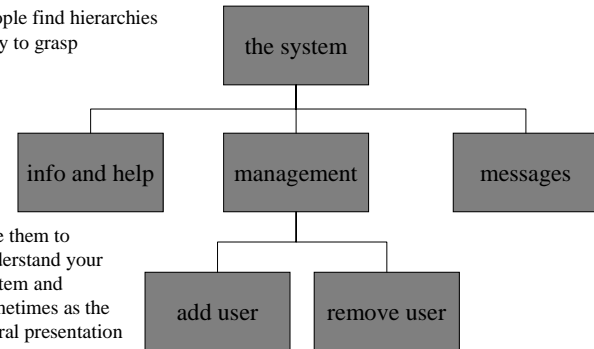 ople find hierarchies
y to grasp
the system
info and help
management
messages
e them to
derstand your
tem and
metimes as the
ral presentation
add user
remove user